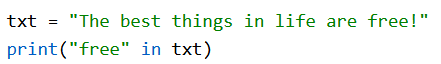 txt = "The best things in life are free!"
print("free" in txt)